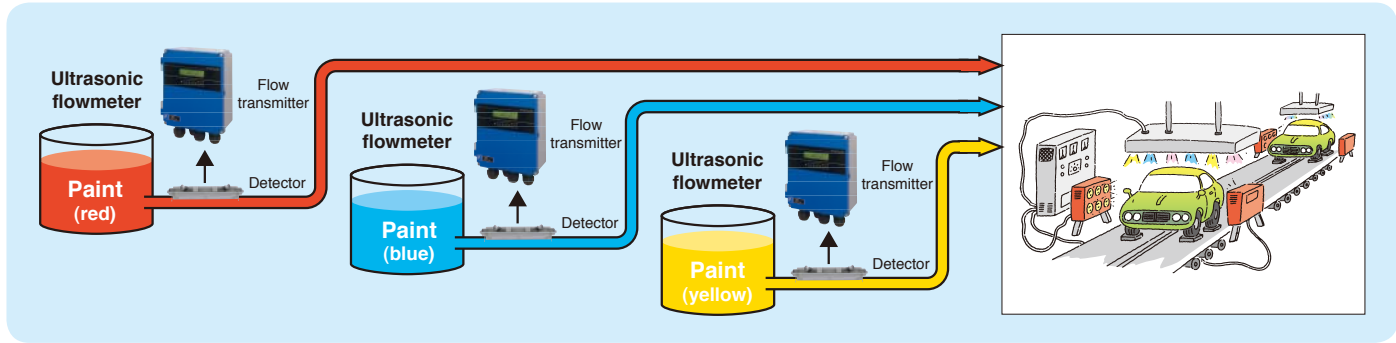 Ultrasonic
flowmeter
Flow
transmitter
Detector
Paint
(red)
Ultrasonic
flowmeter
Flow
transmitter
Detector
Paint
(blue)
Ultrasonic
flowmeter
Flow
transmitter
Detector
Paint
(yellow)